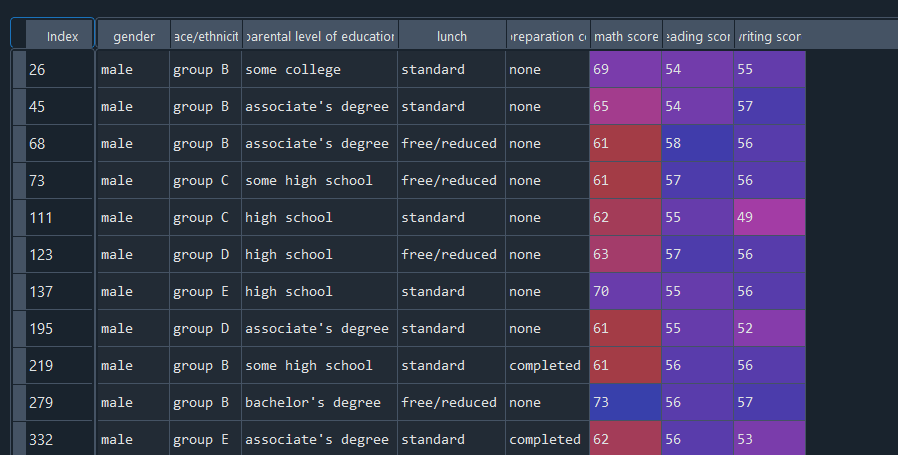 Index gender ace/ethnicit parental level of education lunch reparation co math score eading scor riting scor
26 male group B some college standard none 69 54 55
45 male group B associate's degree standard none 65 54 57
68 male group B associate's degree free/reduced none 61 58 56
73 male group C some high school free/reduced none 61 57 56
111 male group C high school standard none 62 55 49
123 male group D high school free/reduced none 63 57 56
137 male group E high school standard none 70 55 56
195 male group D associate's degree standard none 61 55 52
219 male group B some high school standard completed 61 56 56
279 male group B bachelor's degree free/reduced none 73 56 57
332 male group E associate's degree standard completed 62 56 53